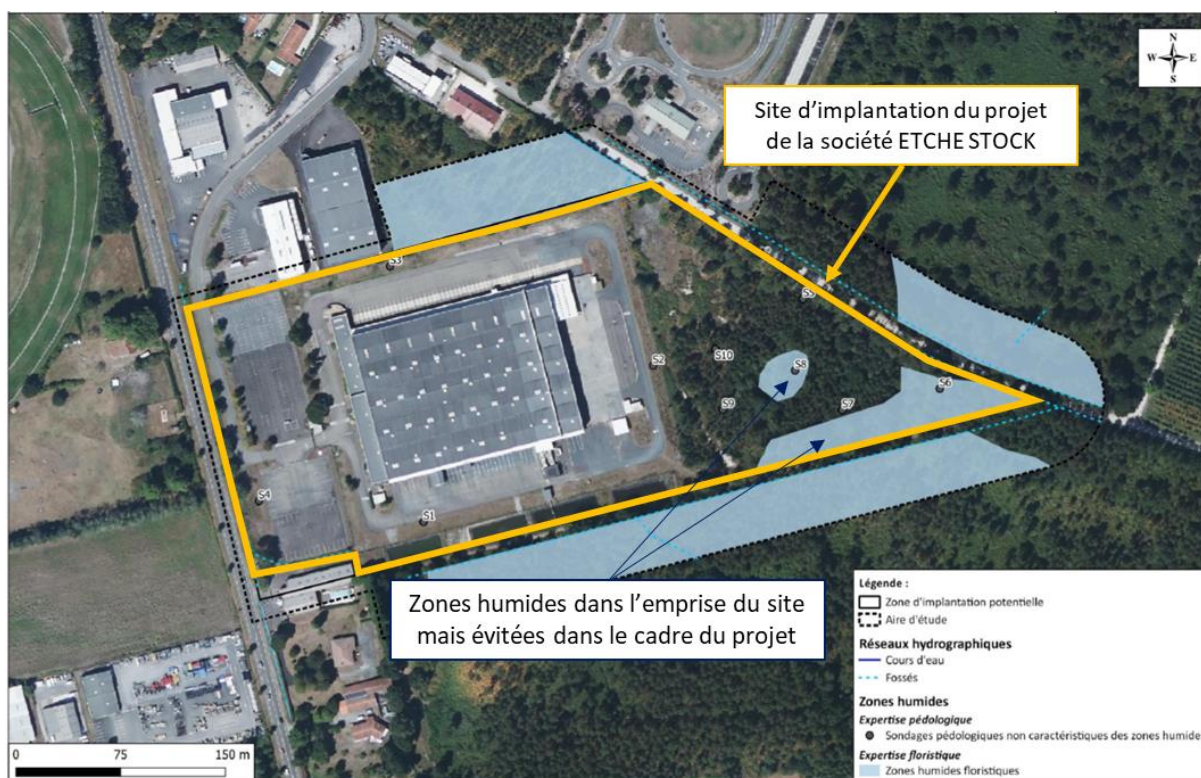 N
W E
S
Site d'implantation du projet
de la société ETCHE STOCK
S3
S5
S2
S10
S8
S6
S9
S7
S4
S1
Zones humides dans l'emprise du site
mais évitées dans le cadre du projet
Légende :
Zone d'implantation potentielle
Aire d'étude
Réseaux hydrographiques
Cours d'eau
Fossés
Zones humides
Expertise pédologique
Sondages pédologiques non caractéristiques des zones humide
Expertise floristique
Zones humides floristiques
0 75 150 m